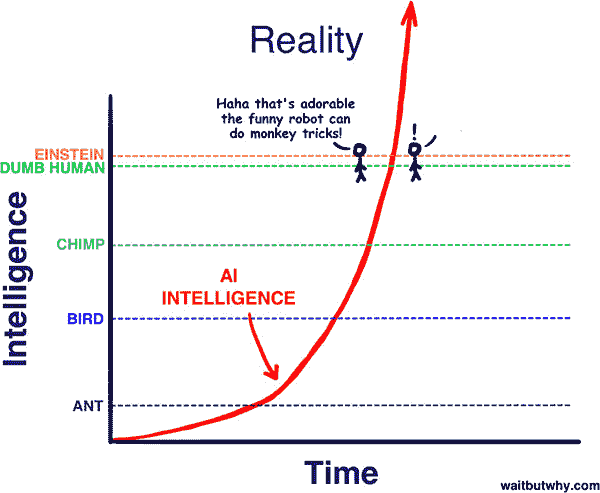 Reality
Haha that's adorable
the funny robot can
do monkey tricks!
!
EINSTEIN
DUMB HUMAN
CHIMP
AI
INTELLIGENCE
BIRD
ANT
Intelligence
Time
waitbutwhy.com